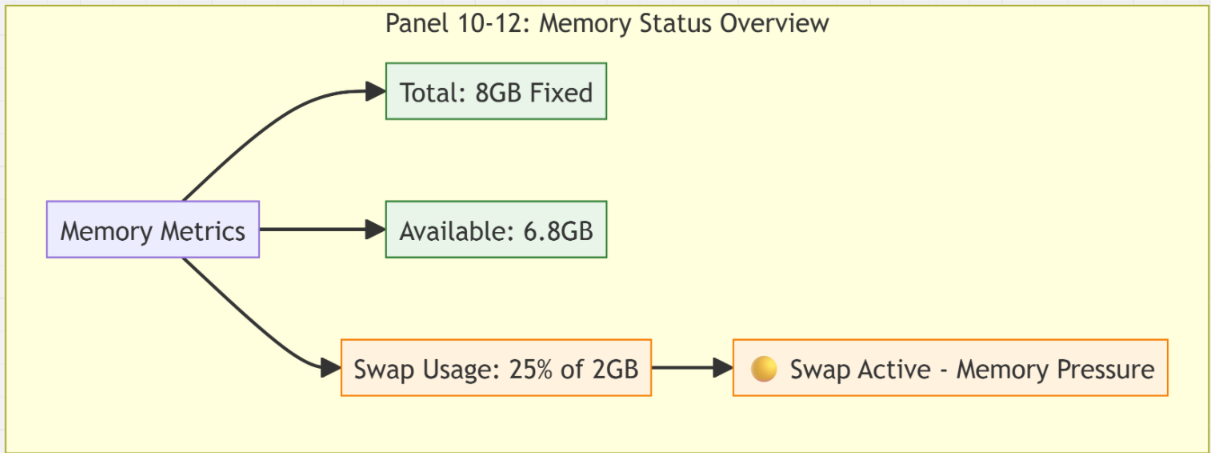 Panel 10-12: Memory Status Overview
Total: 8GB Fixed
Memory Metrics
Available: 6.8GB
Swap Usage: 25% of 2GB
🟡 Swap Active - Memory Pressure